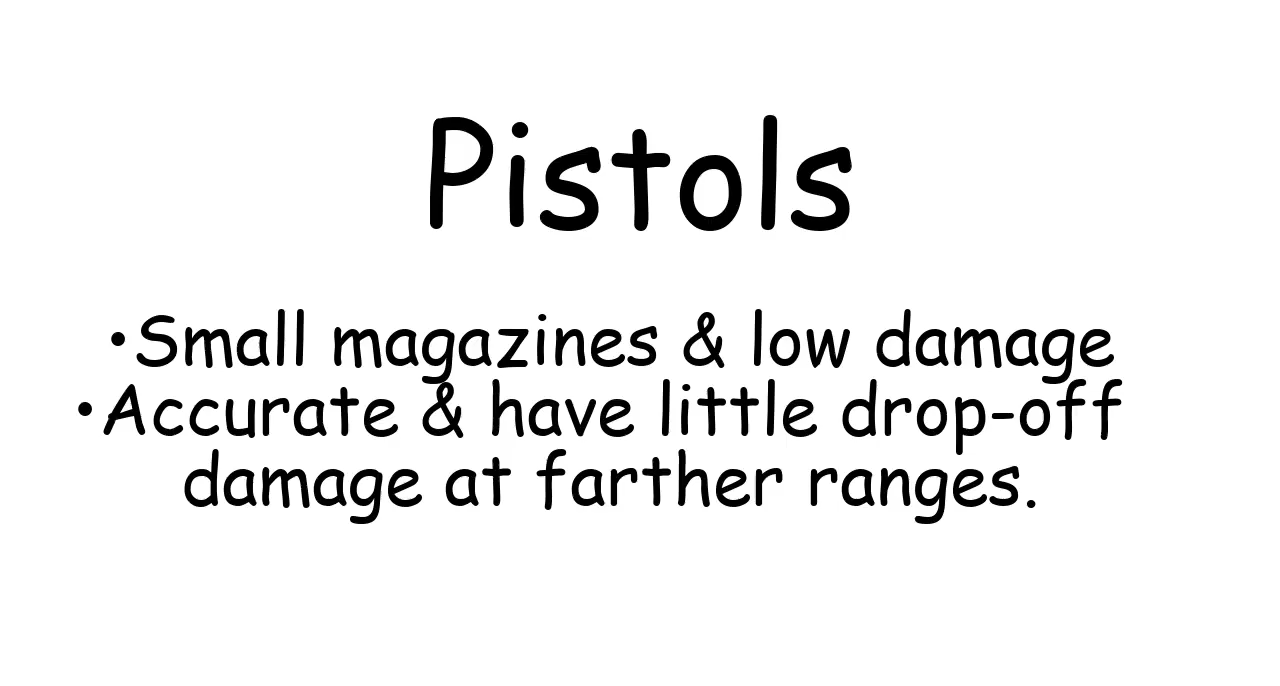 Pistols
•Small magazines & low damage
•Accurate & have little drop-off
damage at farther ranges.